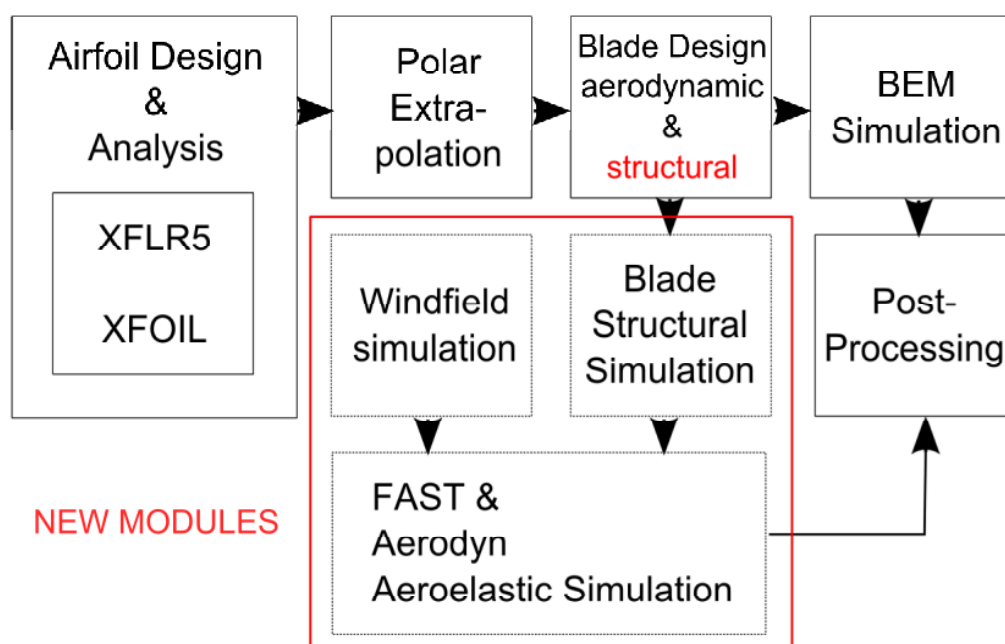 Airfoil Design
&
Analysis
XFLR5
XFOIL
Polar
Extra-
polation
Blade Design
aerodynamic
&
structural
BEM
Simulation
Windfield
simulation
Blade
Structural
Simulation
Post-
Processing
FAST &
Aerodyn
Aeroelastic Simulation
NEW MODULES